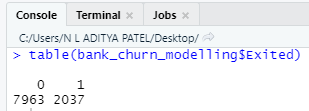 Console Terminal × Jobs ×
C:/Users/N L ADITYA PATEL/Desktop/
> table(bank_churn_modelling$Exited)
0 1
7963 2037